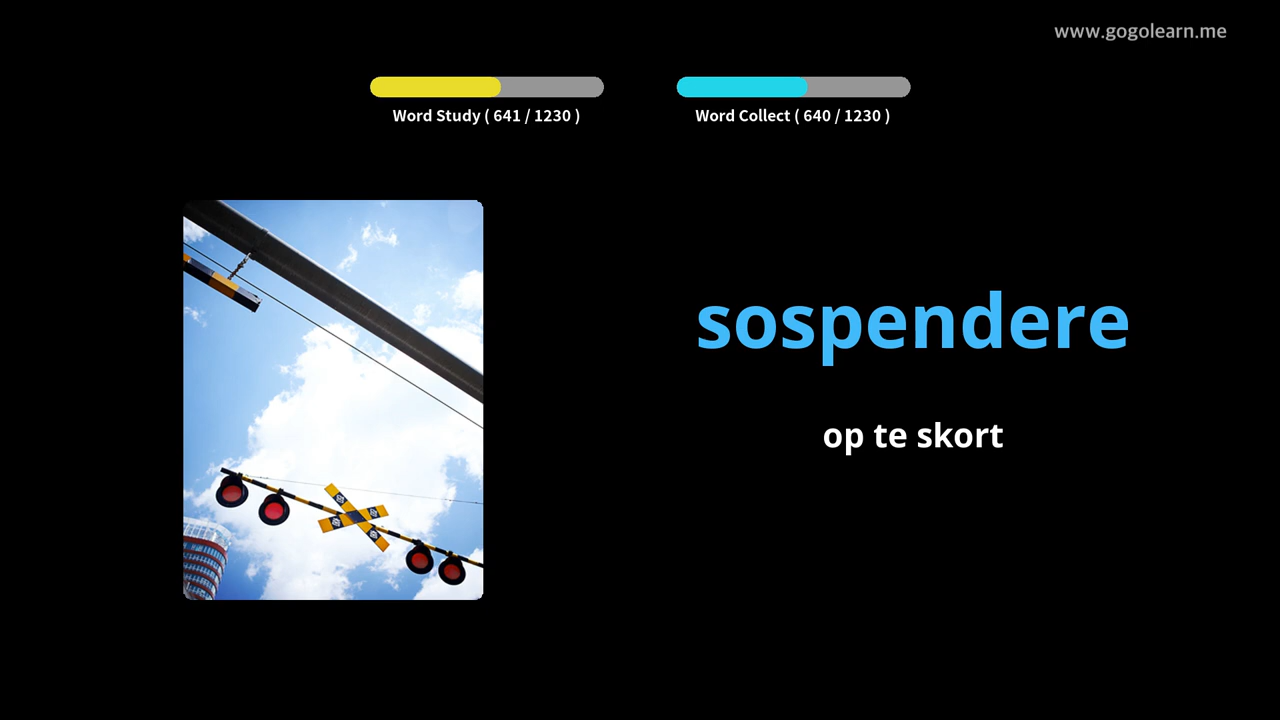 www.gogolearn.me
Word Study ( 641 / 1230 )
Word Collect ( 640 / 1230 )
sospendere
op te skort